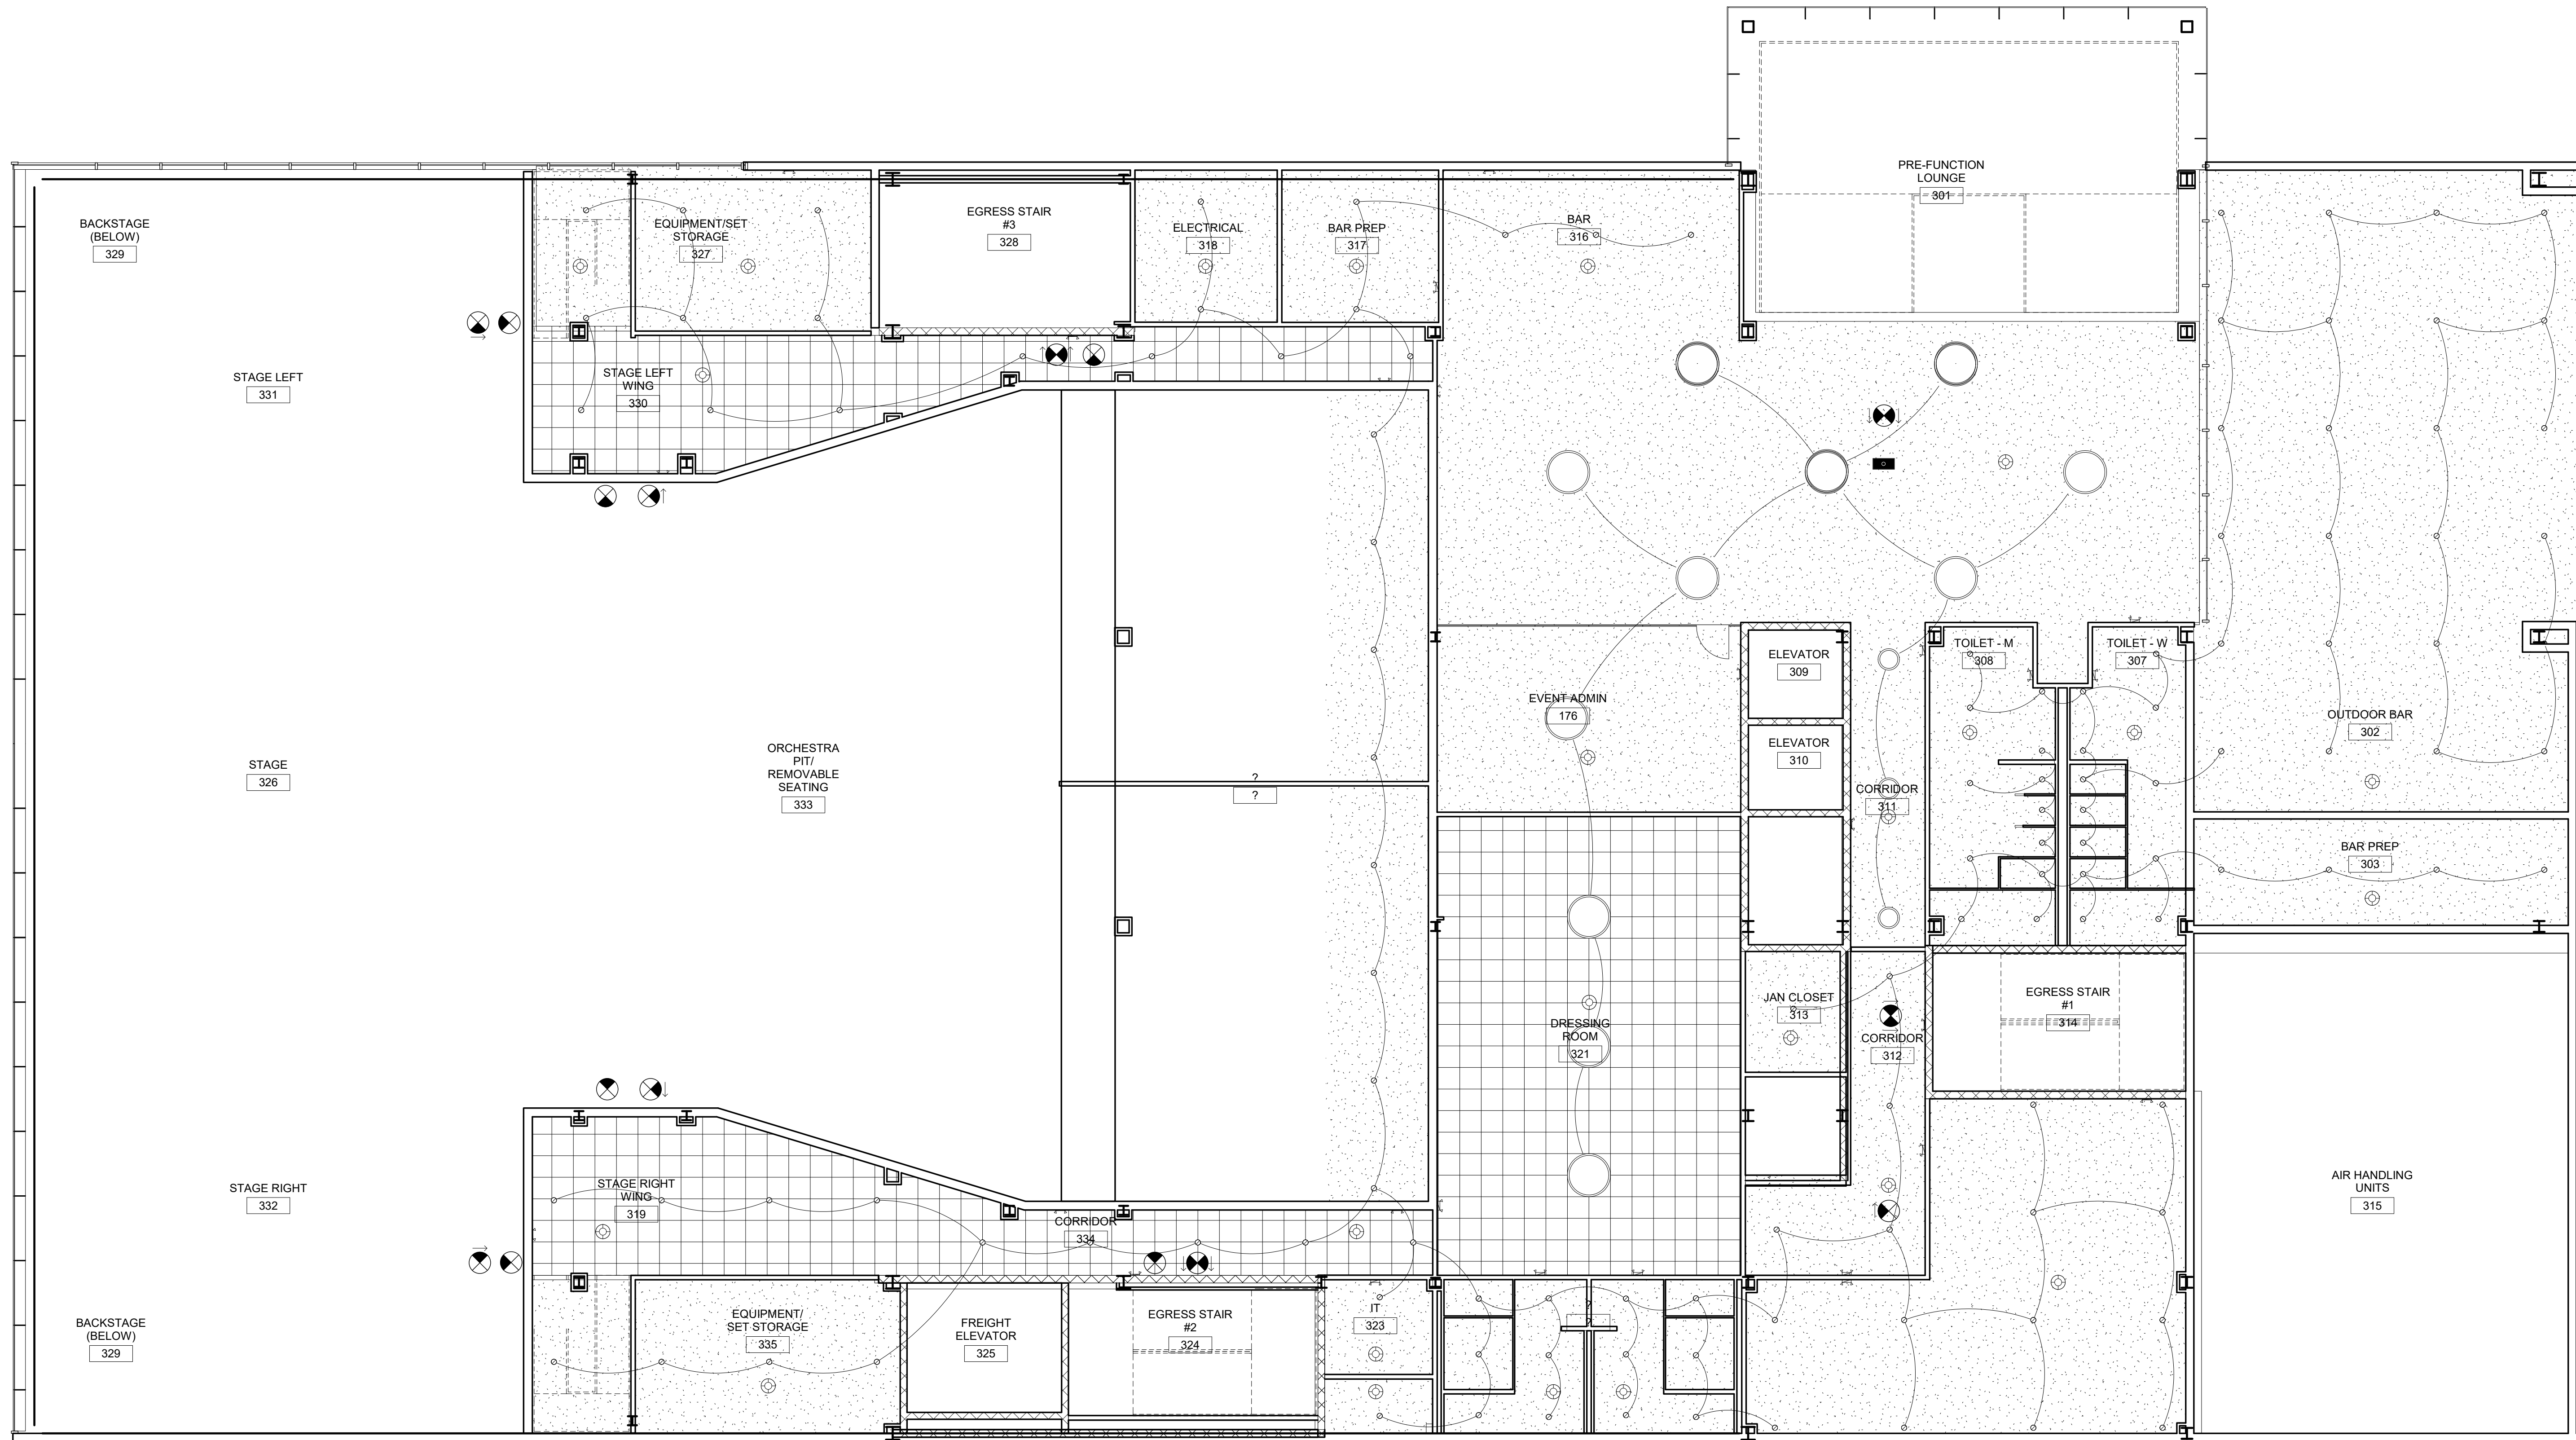 PRE-FUNCTION
LOUNGE
301
BACKSTAGE
(BELOW)
329
EQUIPMENT/SET
STORAGE
327
EGRESS STAIR
#3
328
ELECTRICAL
318
BAR PREP
317
BAR
316
STAGE LEFT
331
STAGE LEFT
WING
330
ELEVATOR
309
TOILET - M
308
TOILET - W
307
EVENT ADMIN
176
OUTDOOR BAR
302
ELEVATOR
310
STAGE
326
ORCHESTRA
PIT/
REMOVABLE
SEATING
333
?
?
CORRIDOR
311
BAR PREP
303
JAN CLOSET
313
EGRESS STAIR
#1
314
DRESSING
ROOM
321
CORRIDOR
312
STAGE RIGHT
332
STAGE RIGHT
WING
319
CORRIDOR
334
AIR HANDLING
UNITS
315
BACKSTAGE
(BELOW)
329
EQUIPMENT/
SET STORAGE
335
FREIGHT
ELEVATOR
325
EGRESS STAIR
#2
324
IT
323
?
?